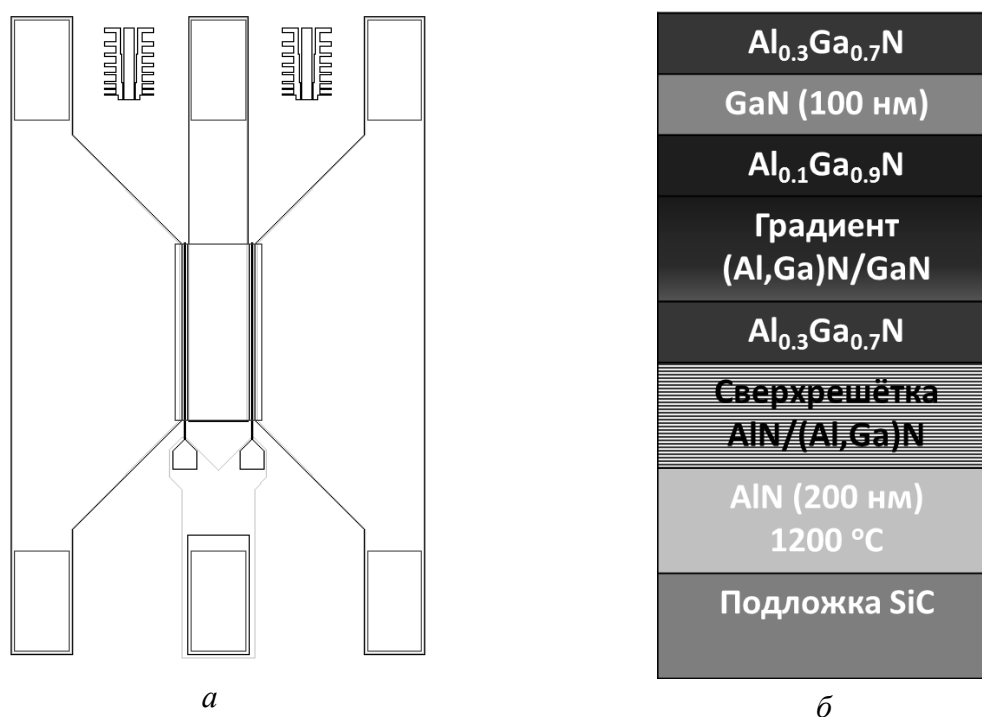 Al₀.₃Ga₀.₇N
GaN (100 нм)
Al₀.₁Ga₀.₉N
Градиент
(Al,Ga)N/GaN
Al₀.₃Ga₀.₇N
Сверхрешётка
AlN/(Al,Ga)N
AlN (200 нм)
1200 °C
Подложка SiC
а
б